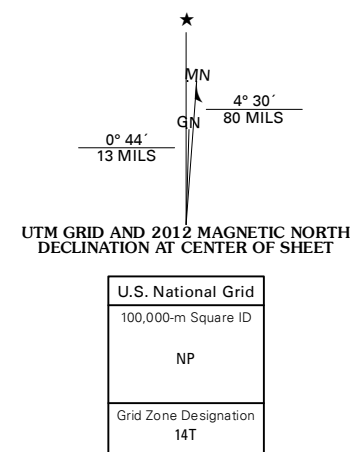 ★
MN
4° 30´
80 MILS
GN
0° 44´
13 MILS
UTM GRID AND 2012 MAGNETIC NORTH
DECLINATION AT CENTER OF SHEET
U.S. National Grid
100,000-m Square ID
NP
Grid Zone Designation
14T